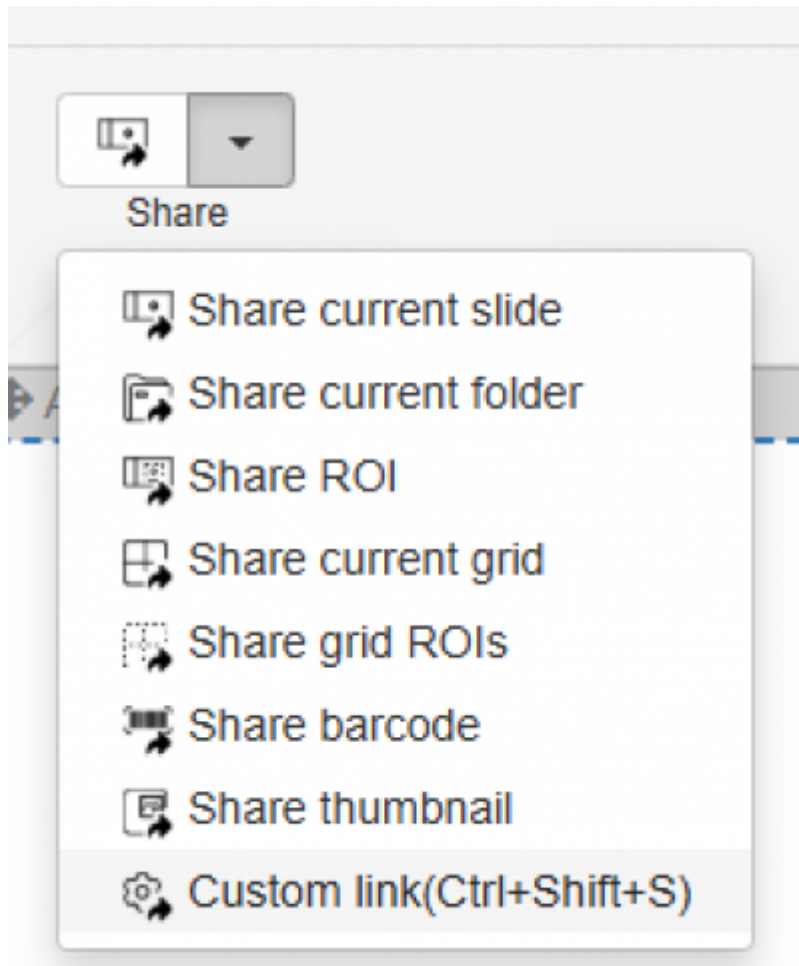 Share
Share current slide
Share current folder
Share ROI
Share current grid
Share grid ROIs
Share barcode
Share thumbnail
Custom link(Ctrl+Shift+S)